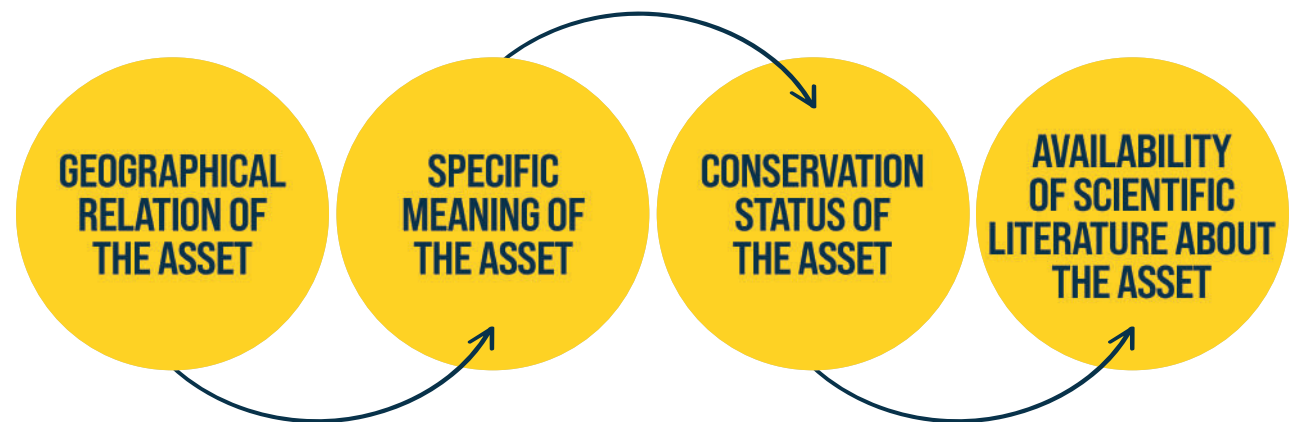 GEOGRAPHICAL
RELATION OF
THE ASSET
SPECIFIC
MEANING OF
THE ASSET
CONSERVATION
STATUS OF
THE ASSET
AVAILABILITY
OF SCIENTIFIC
LITERATURE ABOUT
THE ASSET